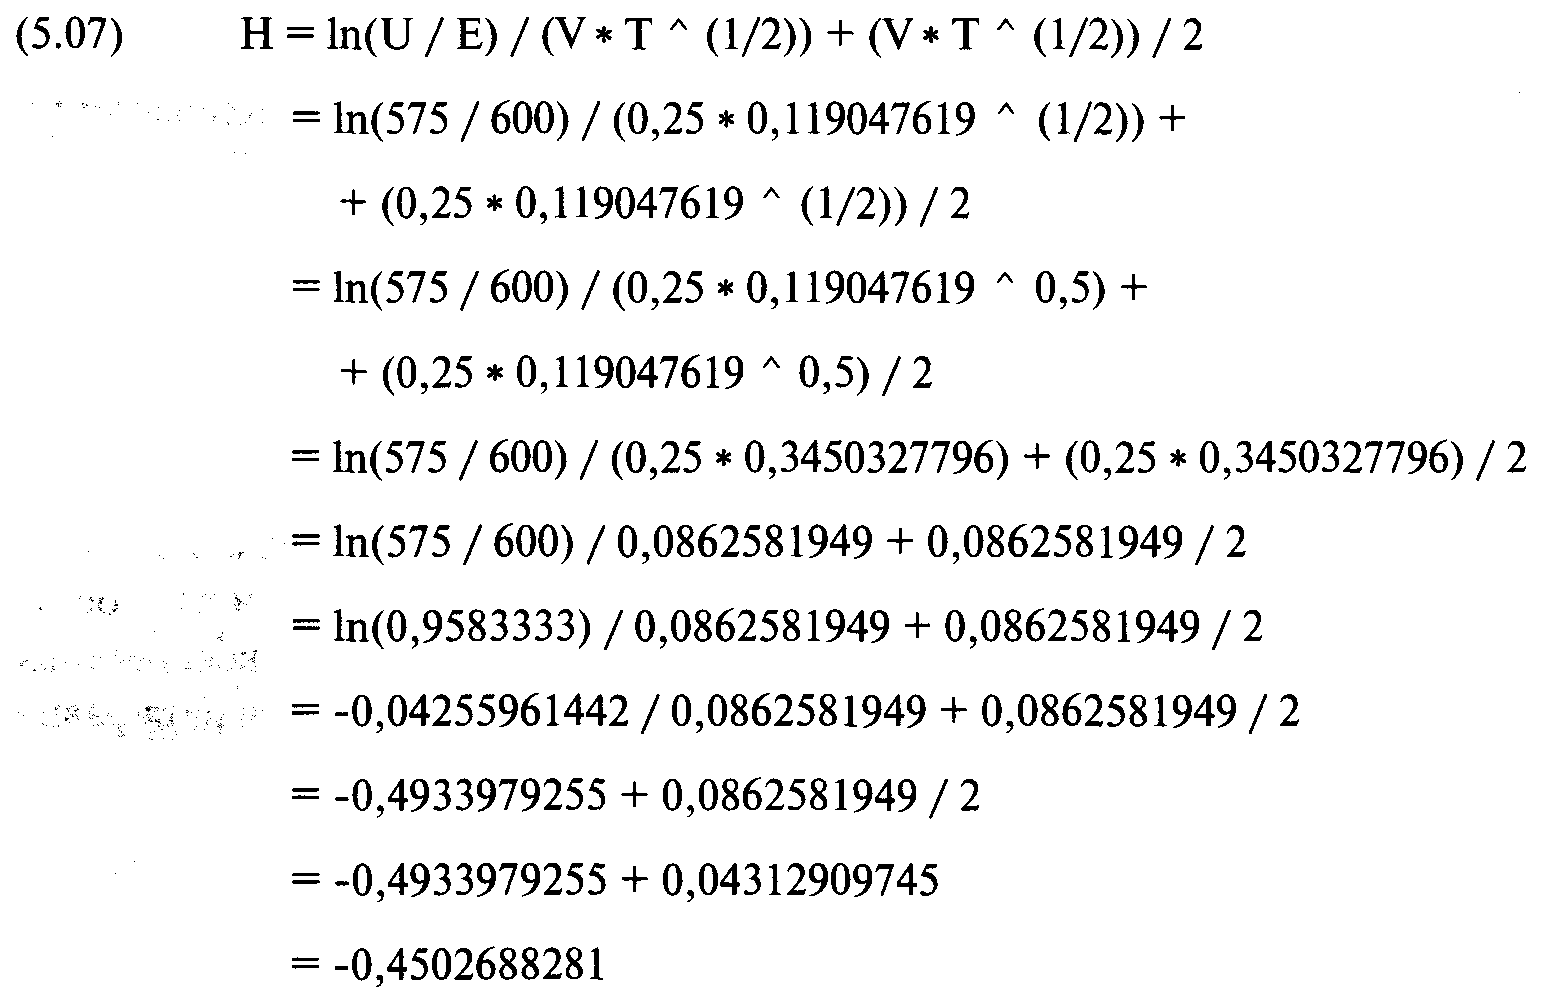 (5.07) H = ln(U / E) / (V * T ^ (1/2)) + (V * T ^ (1/2)) / 2
= ln(575 / 600) / (0,25 * 0,119047619 ^ (1/2)) +
+ (0,25 * 0,119047619 ^ (1/2)) / 2
= ln(575 / 600) / (0,25 * 0,119047619 ^ 0,5) +
+ (0,25 * 0,119047619 ^ 0,5) / 2
= ln(575 / 600) / (0,25 * 0,3450327796) + (0,25 * 0,3450327796) / 2
= ln(575 / 600) / 0,0862581949 + 0,0862581949 / 2
= ln(0,9583333) / 0,0862581949 + 0,0862581949 / 2
= -0,04255961442 / 0,0862581949 + 0,0862581949 / 2
= -0,4933979255 + 0,0862581949 / 2
= -0,4933979255 + 0,04312909745
= -0,4502688281